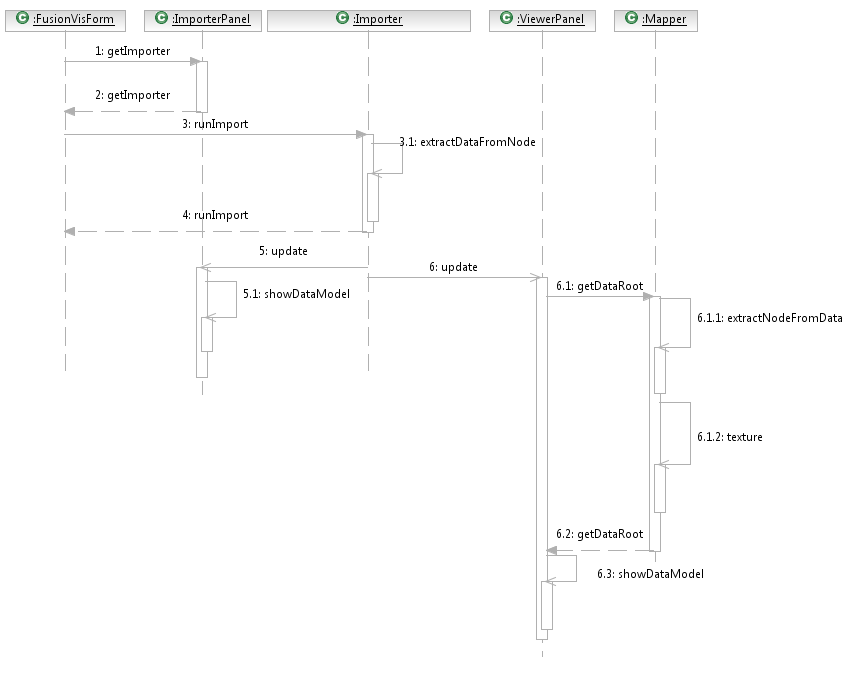 C :FusionVisForm
C :ImporterPanel
C :Importer
C :ViewerPanel
C :Mapper
1: getImporter
2: getImporter
3: runImport
3.1: extractDataFromNode
4: runImport
5: update
6: update
6.1: getDataRoot
5.1: showDataModel
6.1.1: extractNodeFromData
6.1.2: texture
6.2: getDataRoot
6.3: showDataModel